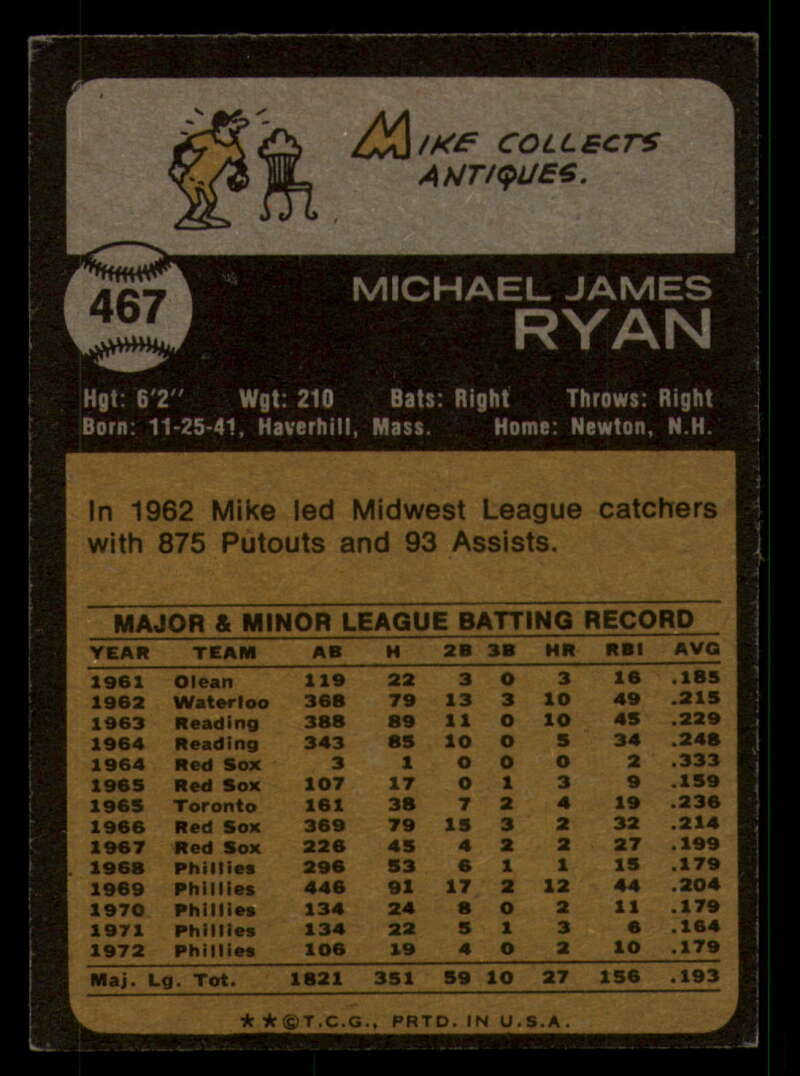 MIKE COLLECTS
ANTIQUES.
467
MICHAEL JAMES
RYAN
Hgt: 6'2" Wgt: 210 Bats: Right Throws: Right
Born: 11-25-41, Haverhill, Mass. Home: Newton, N.H.
In 1962 Mike led Midwest League catchers
with 875 Putouts and 93 Assists.
MAJOR & MINOR LEAGUE BATTING RECORD
YEAR TEAM AB H 2B 3B HR RBI AVG
1961 Olean 119 22 3 0 3 16 .185
1962 Waterloo 368 79 13 3 10 49 .215
1963 Reading 388 89 11 0 10 45 .229
1964 Reading 343 85 10 0 5 34 .248
1964 Red Sox 3 1 0 0 0 2 .333
1965 Red Sox 107 17 0 1 3 9 .159
1965 Toronto 161 38 7 2 4 19 .236
1966 Red Sox 369 79 15 3 2 32 .214
1967 Red Sox 226 45 4 2 2 27 .199
1968 Phillies 296 53 6 1 1 15 .179
1969 Phillies 446 91 17 2 12 44 .204
1970 Phillies 134 24 8 0 2 11 .179
1971 Phillies 134 22 5 1 3 6 .164
1972 Phillies 106 19 4 0 2 10 .179
Maj. Lg. Tot. 1821 351 59 10 27 156 .193
**©T.C.G., PRTD. IN U.S.A.